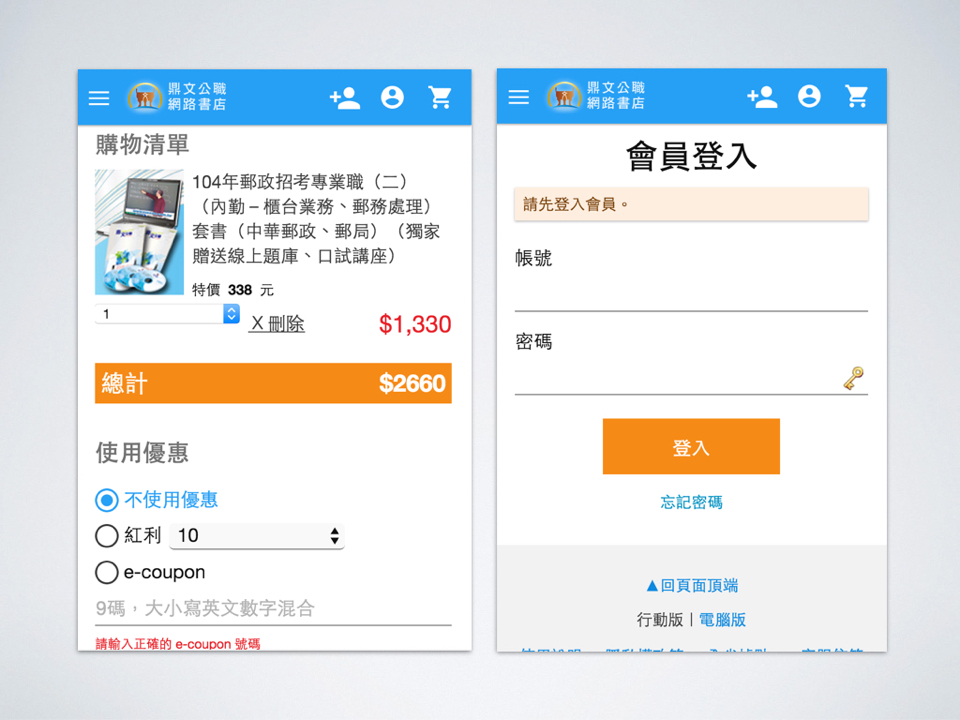 鼎文公職
網路書店
購物清單
104年郵政招考專業職（二）
（內勤－櫃台業務、郵務處理）
套書（中華郵政、郵局）（獨家
贈送線上題庫、口試講座）
特價 338 元
1
X 刪除
$1,330
總計 $2660
使用優惠
不使用優惠
紅利 10
e-coupon
9碼，大小寫英文數字混合
請輸入正確的 e-coupon 號碼
鼎文公職
網路書店
會員登入
請先登入會員。
帳號
密碼
登入
忘記密碼
▲回頁面頂端
行動版 | 電腦版